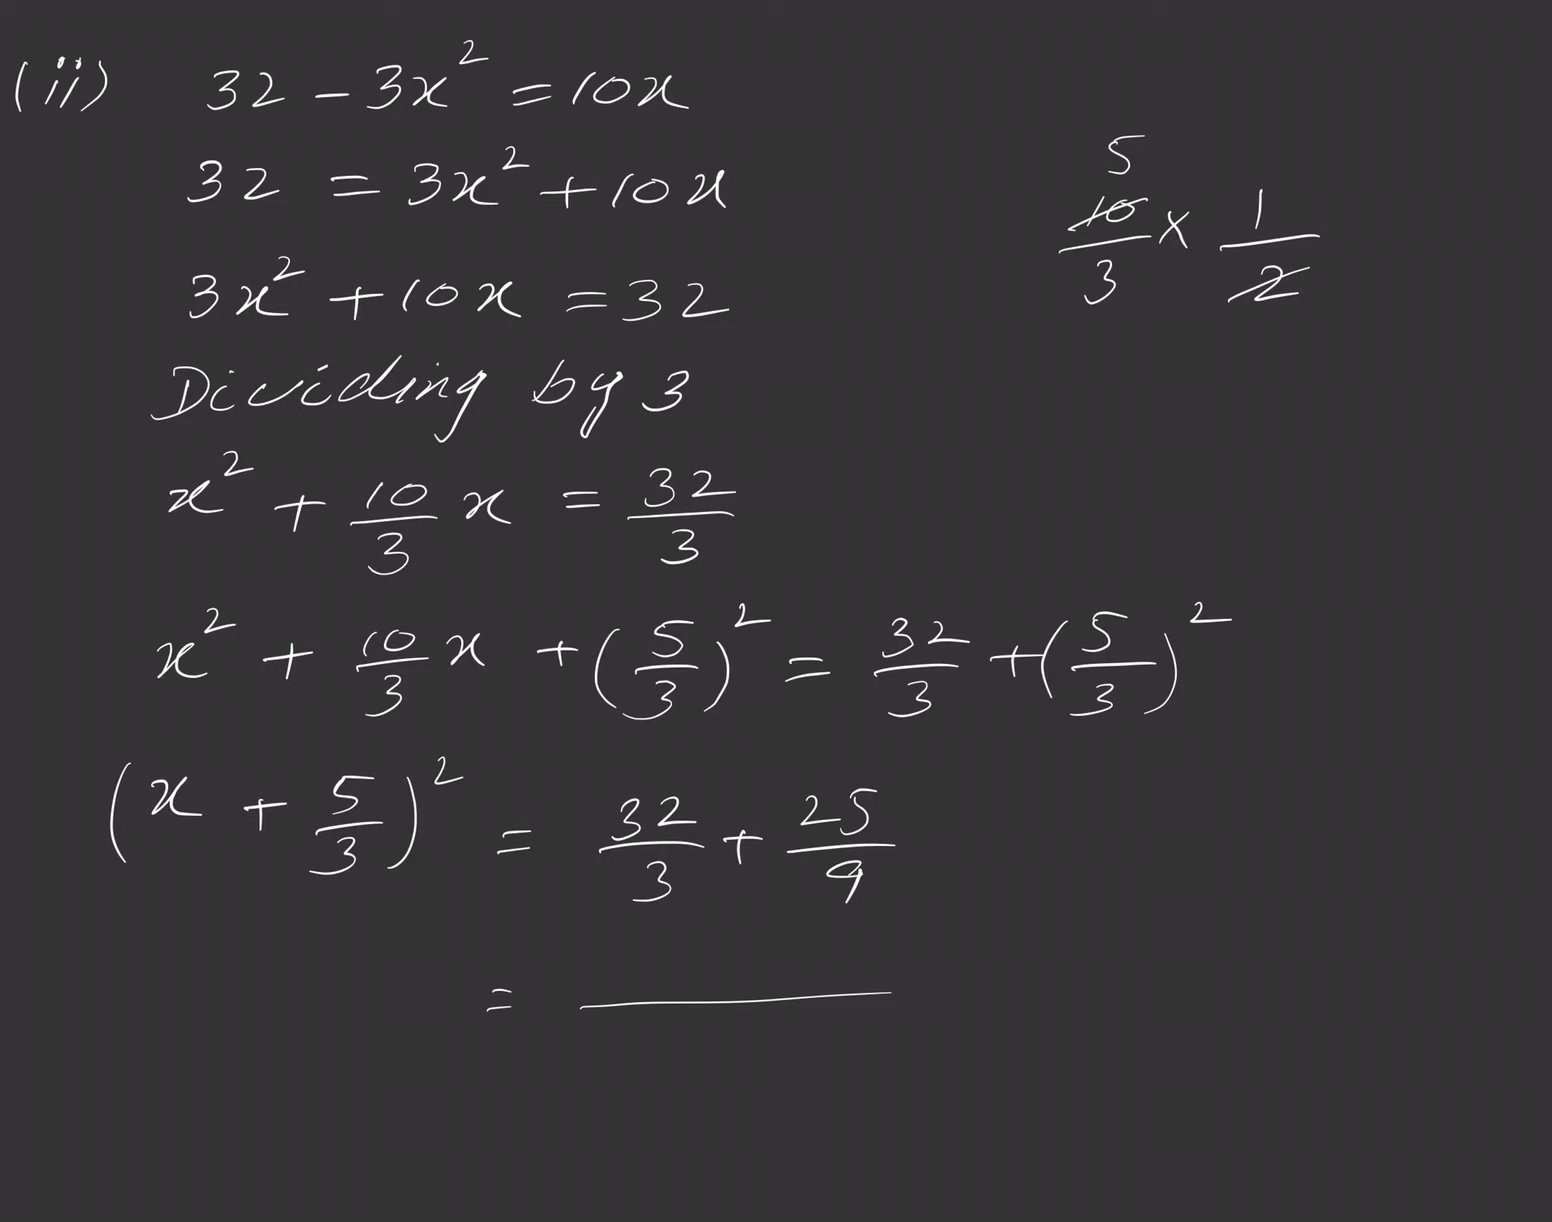 (ii) 32 - 3x² = 10x
32 = 3x² + 10x
3x² + 10x = 32
Dividing by 3
x² + 10/3 x = 32/3
x² + 10/3 x + (5/3)² = 32/3 + (5/3)²
(x + 5/3)² = 32/3 + 25/9
=
5
10/3 × 1/2